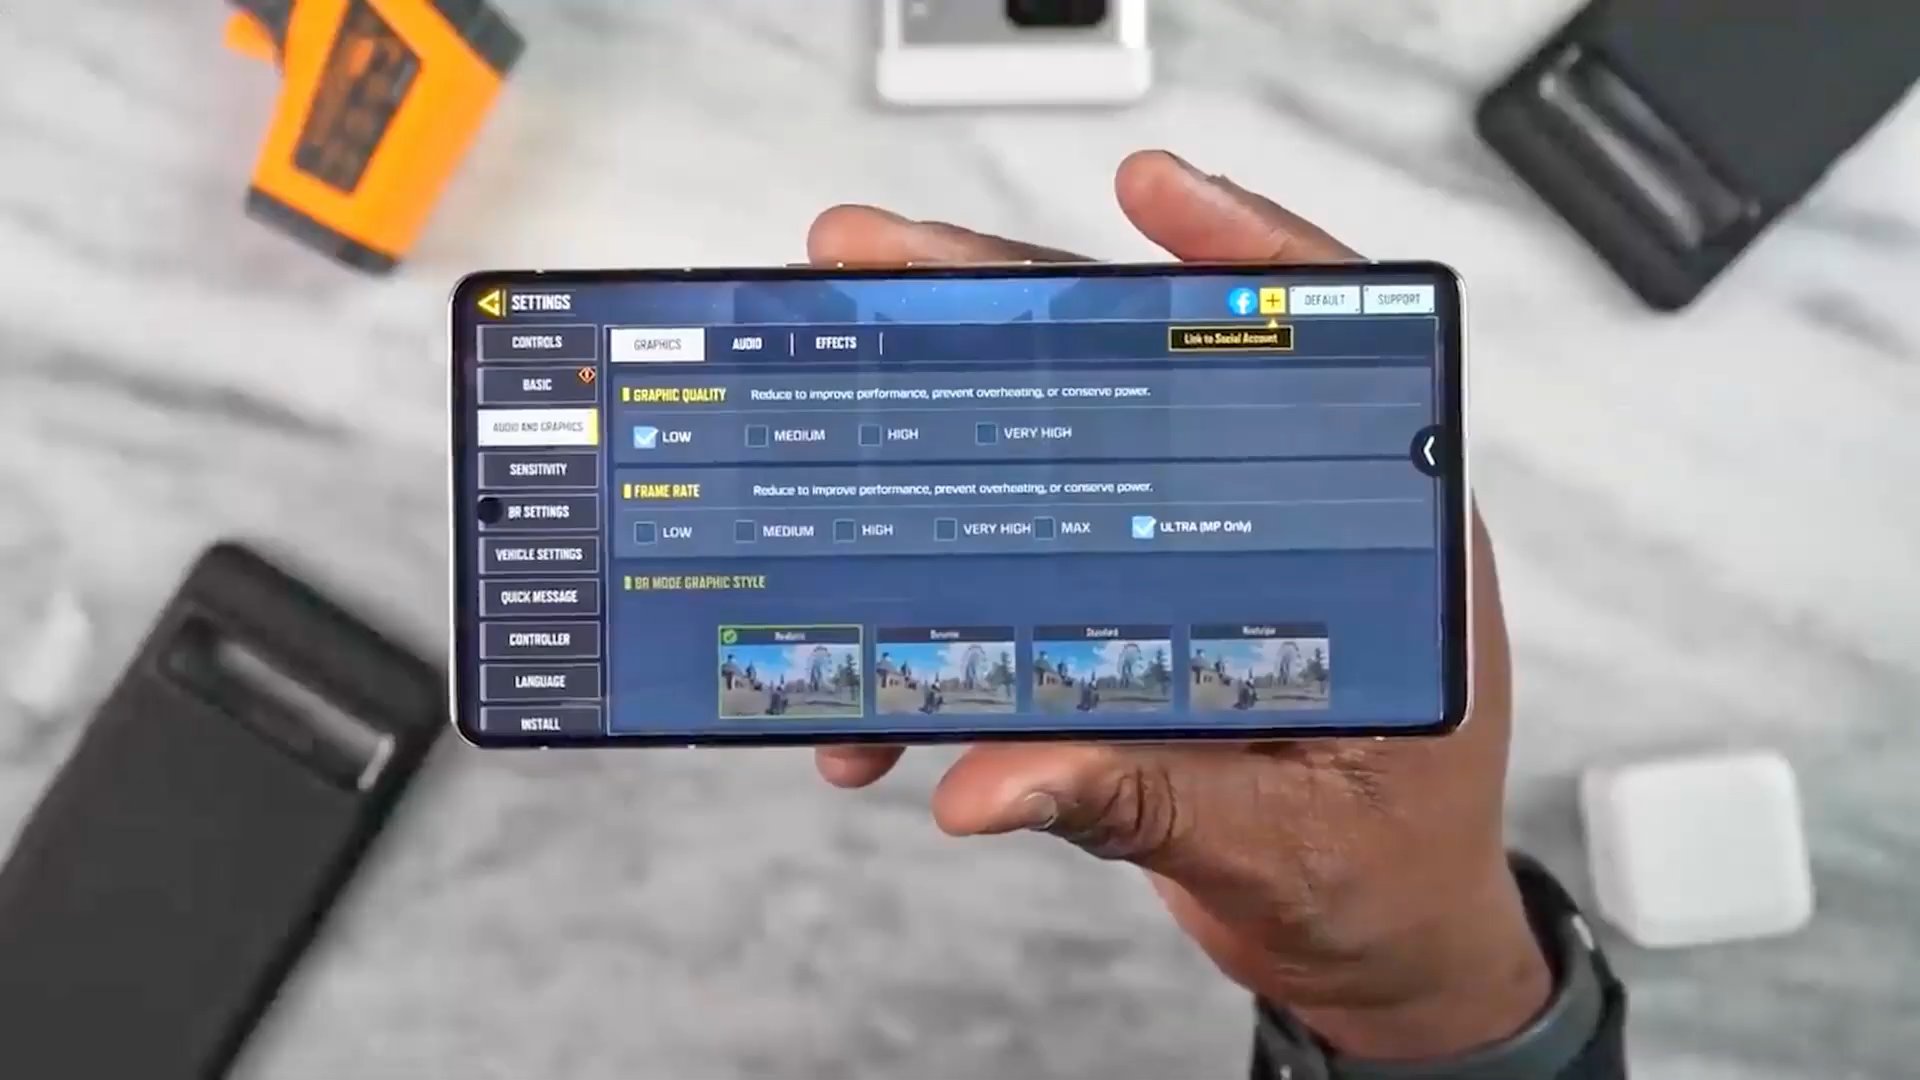 SETTINGS
DEFAULT
SUPPORT
Link to Social Account
CONTROLS
BASIC
AUDIO AND GRAPHICS
SENSITIVITY
BR SETTINGS
VEHICLE SETTINGS
QUICK MESSAGE
CONTROLLER
LANGUAGE
INSTALL
GRAPHICS
AUDIO
EFFECTS
GRAPHIC QUALITY Reduce to improve performance, prevent overheating, or conserve power.
LOW MEDIUM HIGH VERY HIGH
FRAME RATE Reduce to improve performance, prevent overheating, or conserve power.
LOW MEDIUM HIGH VERY HIGH MAX ULTRA (MP Only)
BR MODE GRAPHIC STYLE
Realistic
Standard